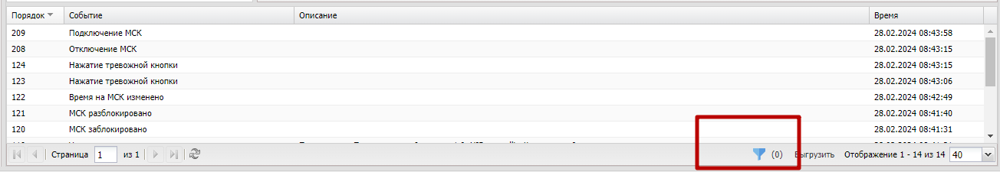 Порядок Событие Описание Время
209 Подключение МСК 28.02.2024 08:43:58
208 Отключение МСК 28.02.2024 08:43:15
124 Нажатие тревожной кнопки 28.02.2024 08:43:15
123 Нажатие тревожной кнопки 28.02.2024 08:43:06
122 Время на МСК изменено 28.02.2024 08:42:49
121 МСК разблокировано 28.02.2024 08:41:40
120 МСК заблокировано 28.02.2024 08:41:31
Страница 1 из 1 (0) Выгрузить Отображение 1 - 14 из 14 40